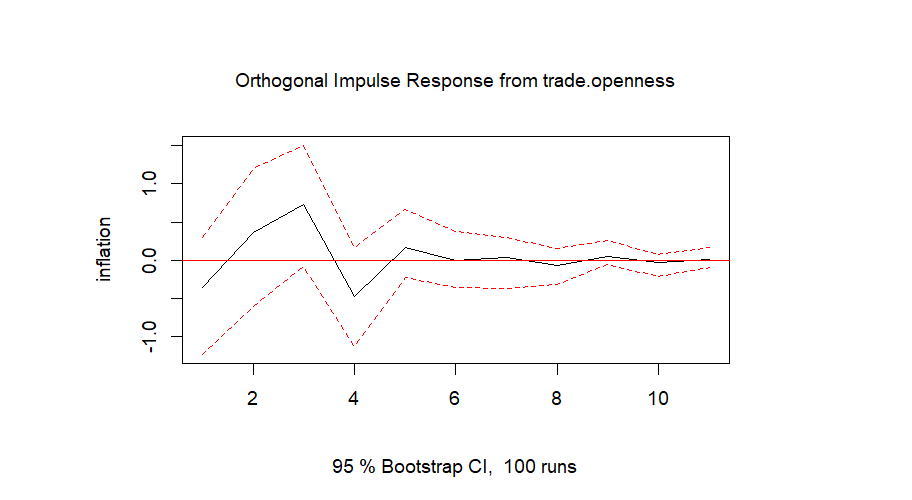 Orthogonal Impulse Response from trade.openness
inflation
1.0
0.0
-1.0
2 4 6 8 10
95 % Bootstrap CI, 100 runs